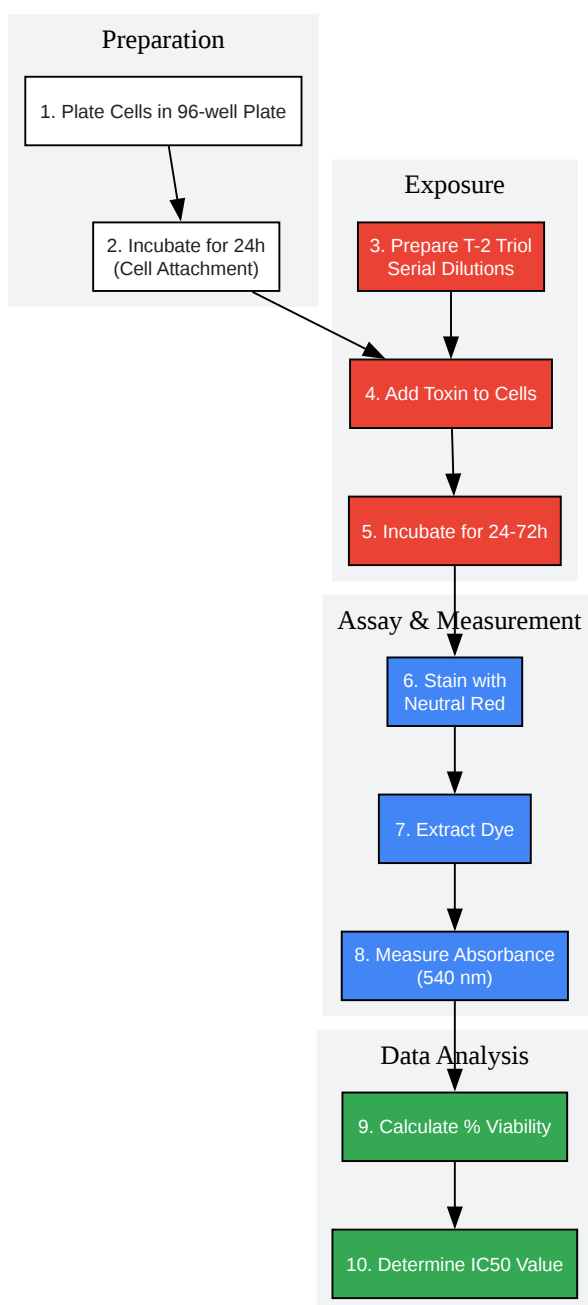 Preparation
1. Plate Cells in 96-well Plate
2. Incubate for 24h
(Cell Attachment)
Exposure
3. Prepare T-2 Triol
Serial Dilutions
4. Add Toxin to Cells
5. Incubate for 24-72h
Assay & Measurement
6. Stain with
Neutral Red
7. Extract Dye
8. Measure Absorbance
(540 nm)
Data Analysis
9. Calculate % Viability
10. Determine IC50 Value